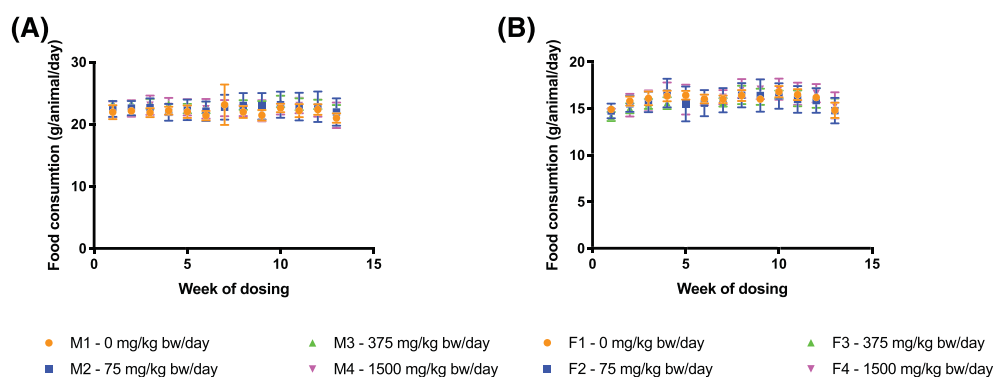 (A)
Food consumtion (g/animal/day)
30
20
10
0
0 5 10 15
Week of dosing
(B)
Food consumtion (g/animal/day)
20
15
10
5
0
0 5 10 15
Week of dosing
M1 - 0 mg/kg bw/day
M2 - 75 mg/kg bw/day
M3 - 375 mg/kg bw/day
M4 - 1500 mg/kg bw/day
F1 - 0 mg/kg bw/day
F2 - 75 mg/kg bw/day
F3 - 375 mg/kg bw/day
F4 - 1500 mg/kg bw/day